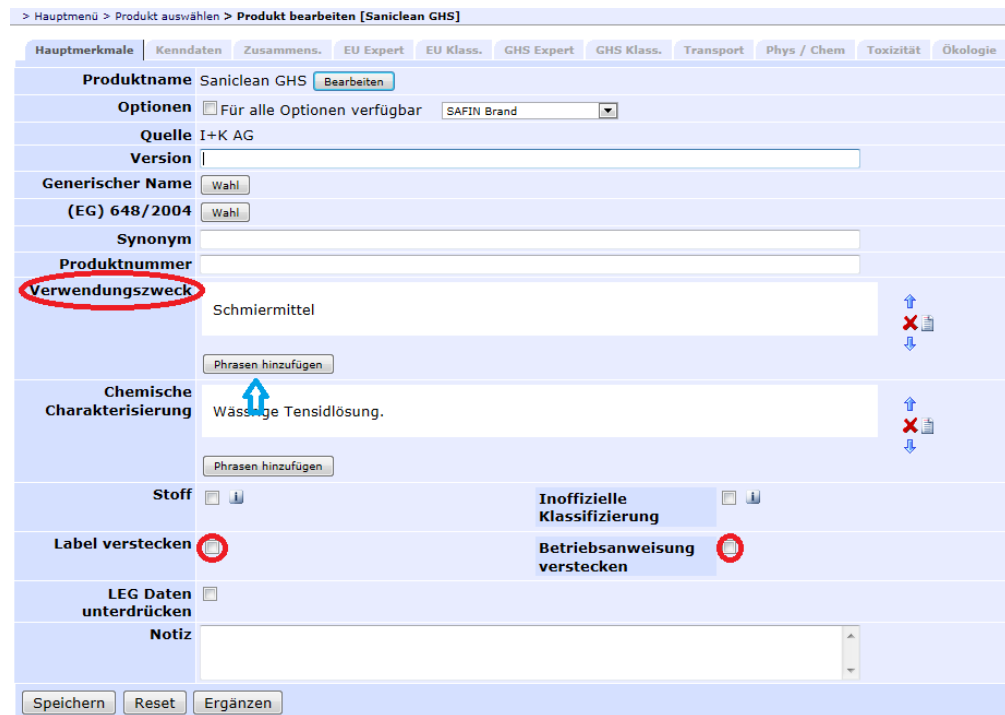 > Hauptmenü > Produkt auswählen > Produkt bearbeiten [Saniclean GHS]
Hauptmerkmale Kenndaten Zusammens. EU Expert EU Klass. GHS Expert GHS Klass. Transport Phys / Chem Toxizität Ökologie
Produktname Saniclean GHS Bearbeiten
Optionen Für alle Optionen verfügbar SAFIN Brand
Quelle I+K AG
Version
Generischer Name Wahl
(EG) 648/2004 Wahl
Synonym
Produktnummer
Verwendungszweck
Schmiermittel
Phrasen hinzufügen
Chemische
Charakterisierung Wässrige Tensidlösung.
Phrasen hinzufügen
Stoff Inoffizielle
Klassifizierung
Label verstecken Betriebsanweisung
verstecken
LEG Daten
unterdrücken
Notiz
Speichern Reset Ergänzen